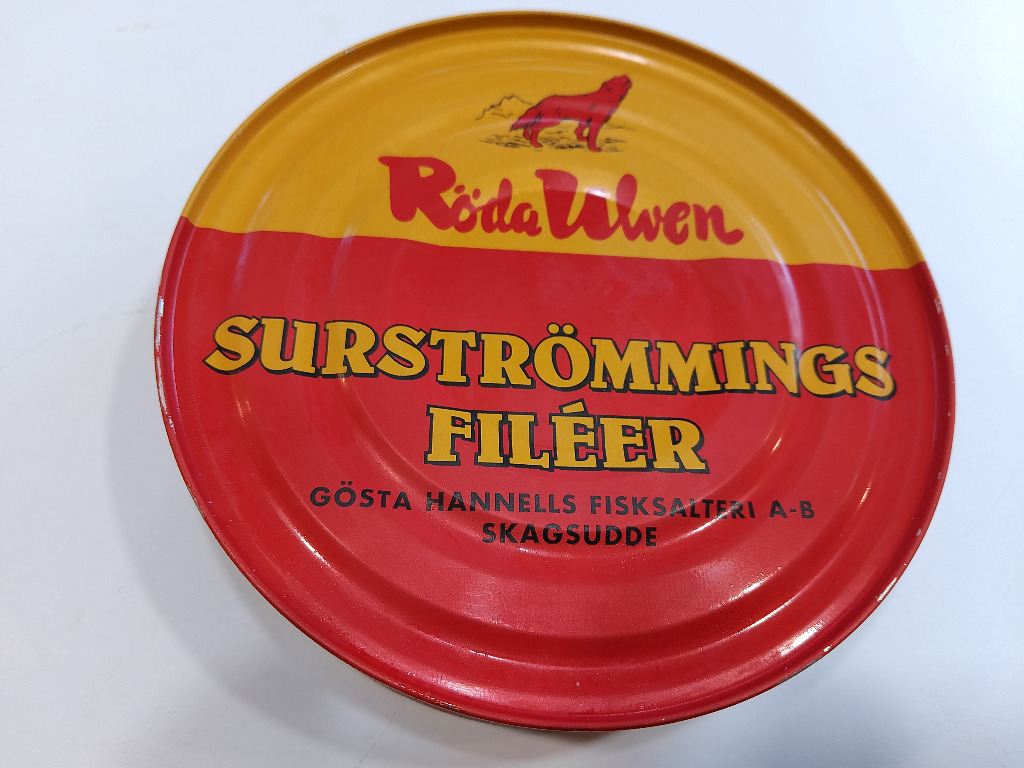 Röda Ulven
SURSTRÖMMINGS
FILÉER
GÖSTA HANNELLS FISKSALTERI A-B
SKAGSUDDE